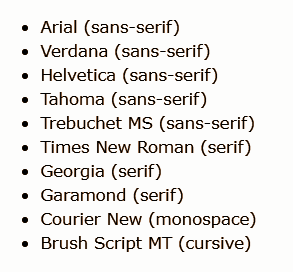 Arial (sans-serif)
Verdana (sans-serif)
Helvetica (sans-serif)
Tahoma (sans-serif)
Trebuchet MS (sans-serif)
Times New Roman (serif)
Georgia (serif)
Garamond (serif)
Courier New (monospace)
Brush Script MT (cursive)